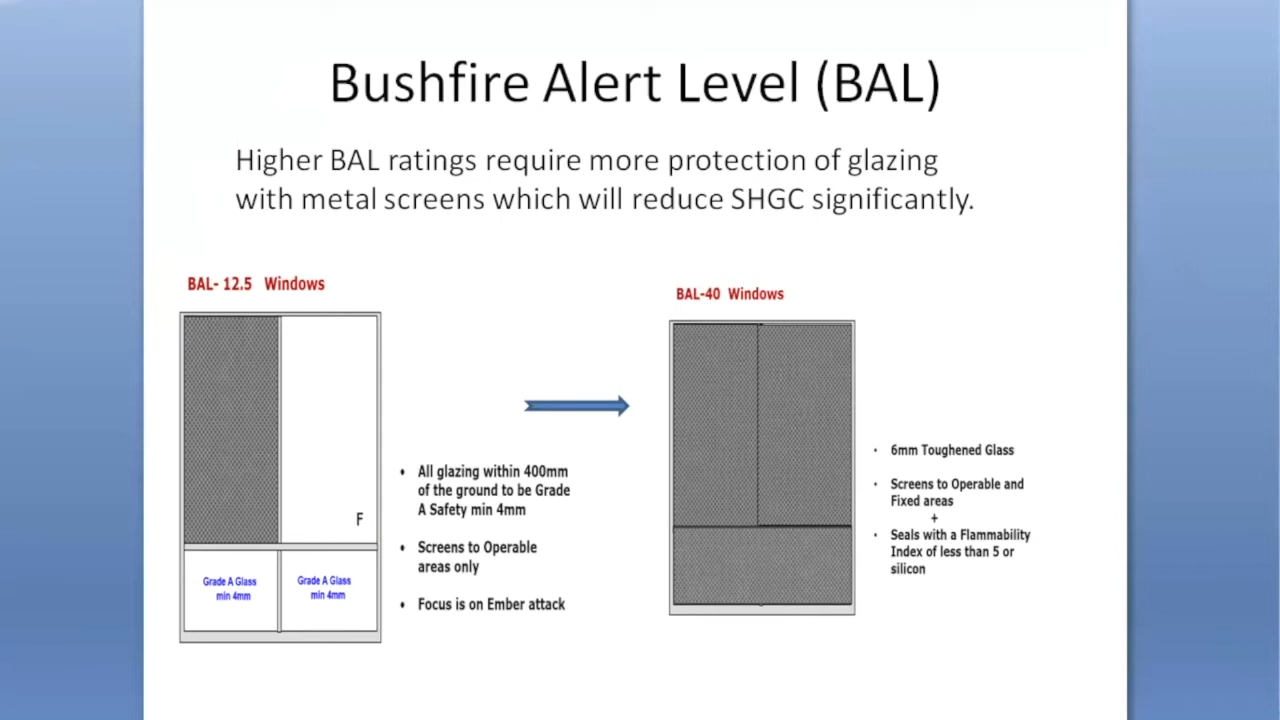 Bushfire Alert Level (BAL)
Higher BAL ratings require more protection of glazing
with metal screens which will reduce SHGC significantly.
BAL- 12.5 Windows
F
Grade A Glass
min 4mm
Grade A Glass
min 4mm
• All glazing within 400mm
of the ground to be Grade
A Safety min 4mm
• Screens to Operable
areas only
• Focus is on Ember attack
BAL-40 Windows
• 6mm Toughened Glass
• Screens to Operable and
Fixed areas
+
• Seals with a Flammability
Index of less than 5 or
silicon